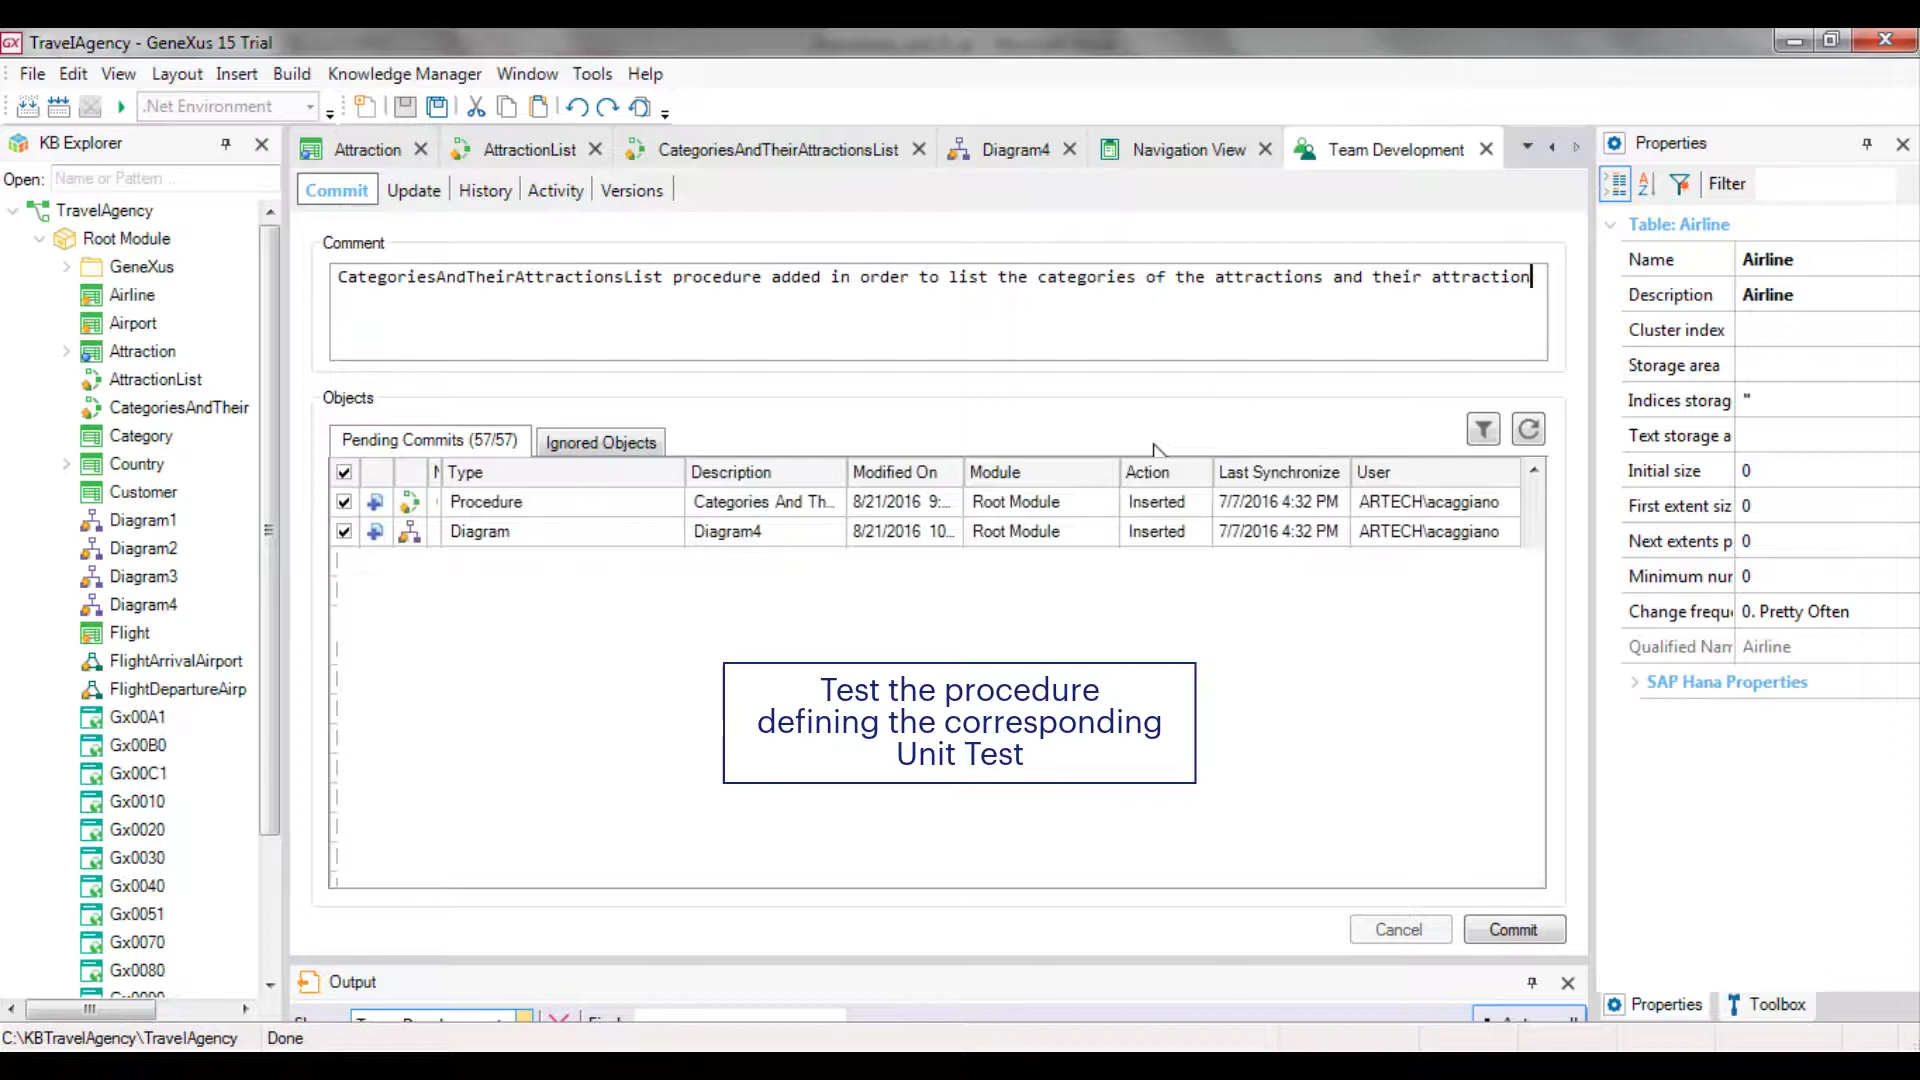 TravelAgency - GeneXus 15 Trial
File Edit View Layout Insert Build Knowledge Manager Window Tools Help
.Net Environment
KB Explorer
Open: Name or Pattern ...
TravelAgency
Root Module
GeneXus
Airline
Airport
Attraction
AttractionList
CategoriesAndTheir
Category
Country
Customer
Diagram1
Diagram2
Diagram3
Diagram4
Flight
FlightArrivalAirport
FlightDepartureAirp
Gx00A1
Gx00B0
Gx00C1
Gx0010
Gx0020
Gx0030
Gx0040
Gx0051
Gx0070
Gx0080
Attraction AttractionList CategoriesAndTheirAttractionsList Diagram4 Navigation View Team Development
Commit Update History Activity Versions
Comment
CategoriesAndTheirAttractionsList procedure added in order to list the categories of the attractions and their attraction
Objects
Pending Commits (57/57) Ignored Objects
Type Description Modified On Module Action Last Synchronize User
Procedure Categories And Th... 8/21/2016 9:... Root Module Inserted 7/7/2016 4:32 PM ARTECH\acaggiano
Diagram Diagram4 8/21/2016 10... Root Module Inserted 7/7/2016 4:32 PM ARTECH\acaggiano
Test the procedure
defining the corresponding
Unit Test
Cancel Commit
Output
Properties
Filter
Table: Airline
Name Airline
Description Airline
Cluster index
Storage area
Indices storag "
Text storage a
Initial size 0
First extent siz 0
Next extents p 0
Minimum nur 0
Change frequ 0. Pretty Often
Qualified Nam Airline
SAP Hana Properties
Properties Toolbox
C:\KBTravelAgency\TravelAgency Done